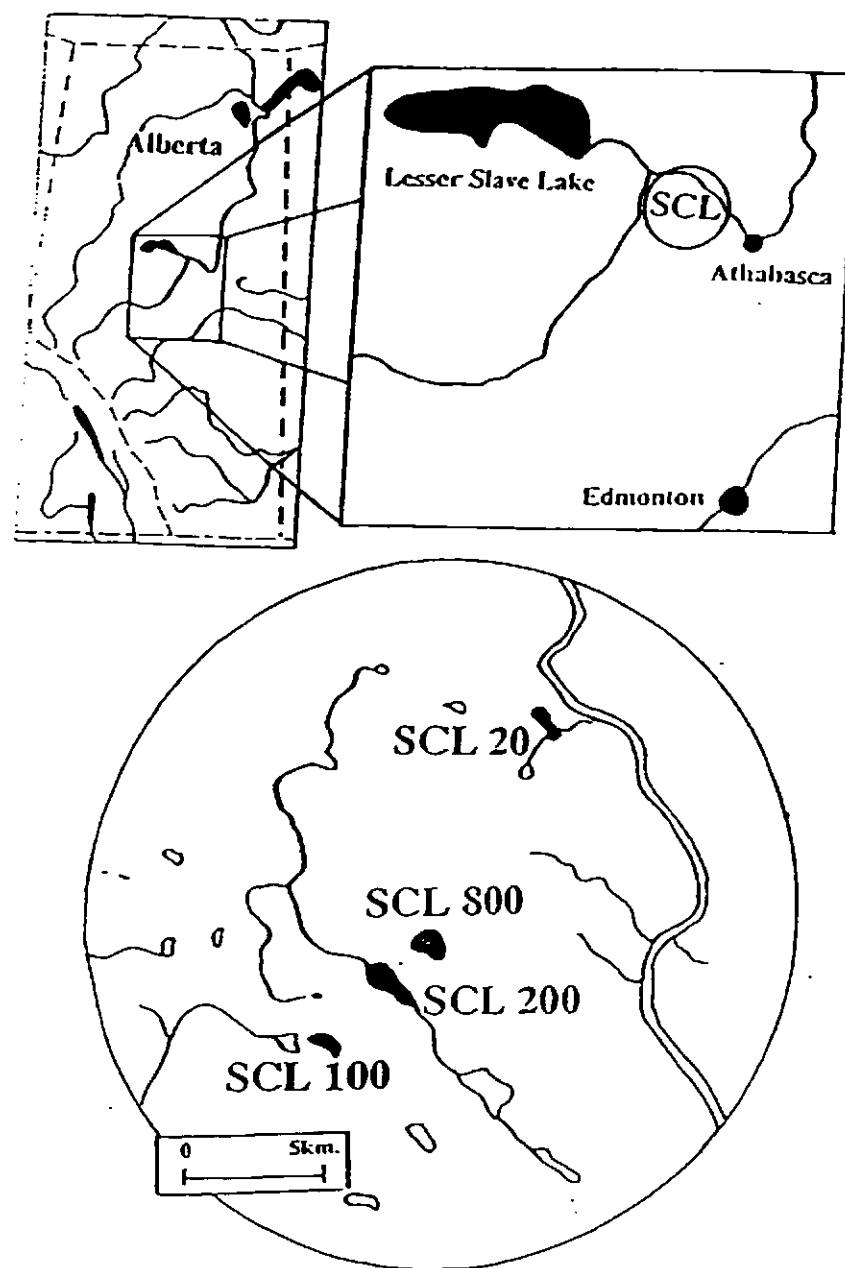 Alberta
Lesser Slave Lake
SCL
Athabasca
Edmonton
SCL 20
SCL 800
SCL 200
SCL 100
0 5km.